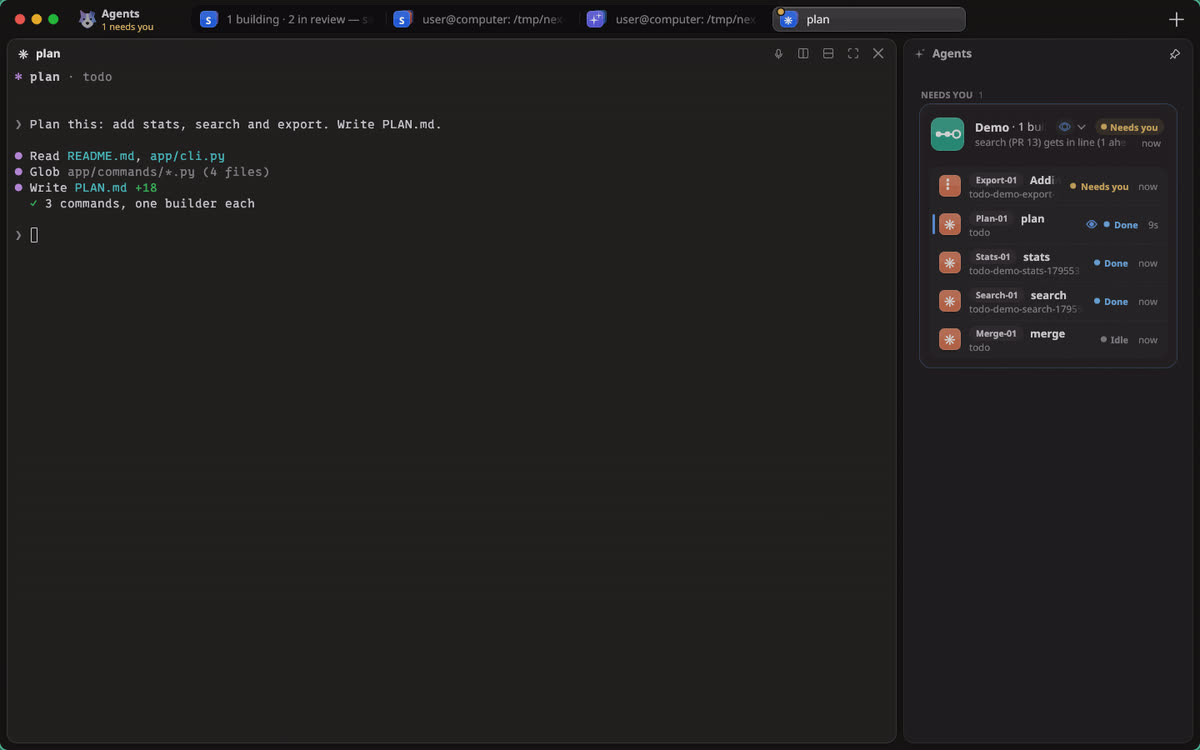 Agents
1 needs you
1 building · 2 in review —
user@computer: /tmp/nex
user@computer: /tmp/nex
plan
plan
* plan · todo
❯ Plan this: add stats, search and export. Write PLAN.md.
● Read README.md, app/cli.py
● Glob app/commands/*.py (4 files)
● Write PLAN.md +18
✓ 3 commands, one builder each
❯
Agents
NEEDS YOU 1
Demo · 1 bui
Needs you
search (PR 13) gets in line (1 ahe
now
Export-01 Addi
Needs you now
todo-demo-export-
Plan-01 plan
Done 9s
todo
Stats-01 stats
Done now
todo-demo-stats-179553
Search-01 search
Done now
todo-demo-search-1795
Merge-01 merge
Idle now
todo